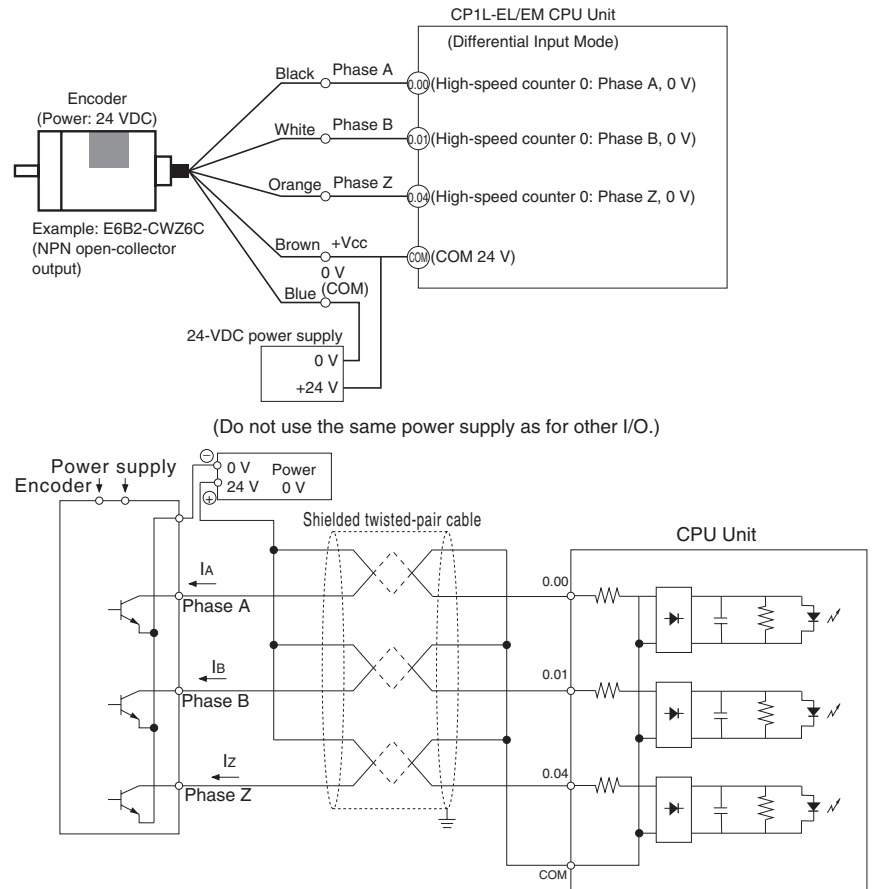 CP1L-EL/EM CPU Unit
(Differential Input Mode)
Encoder
(Power: 24 VDC)
Black Phase A 0.00 (High-speed counter 0: Phase A, 0 V)
White Phase B 0.01 (High-speed counter 0: Phase B, 0 V)
Orange Phase Z 0.04 (High-speed counter 0: Phase Z, 0 V)
Example: E6B2-CWZ6C
(NPN open-collector
output)
Brown +Vcc COM (COM 24 V)
0 V
Blue (COM)
24-VDC power supply
0 V
+24 V
(Do not use the same power supply as for other I/O.)
Power supply
Encoder
− 0 V Power
+ 24 V 0 V
Shielded twisted-pair cable
CPU Unit
IA
Phase A
0.00
IB
Phase B
0.01
IZ
Phase Z
0.04
COM